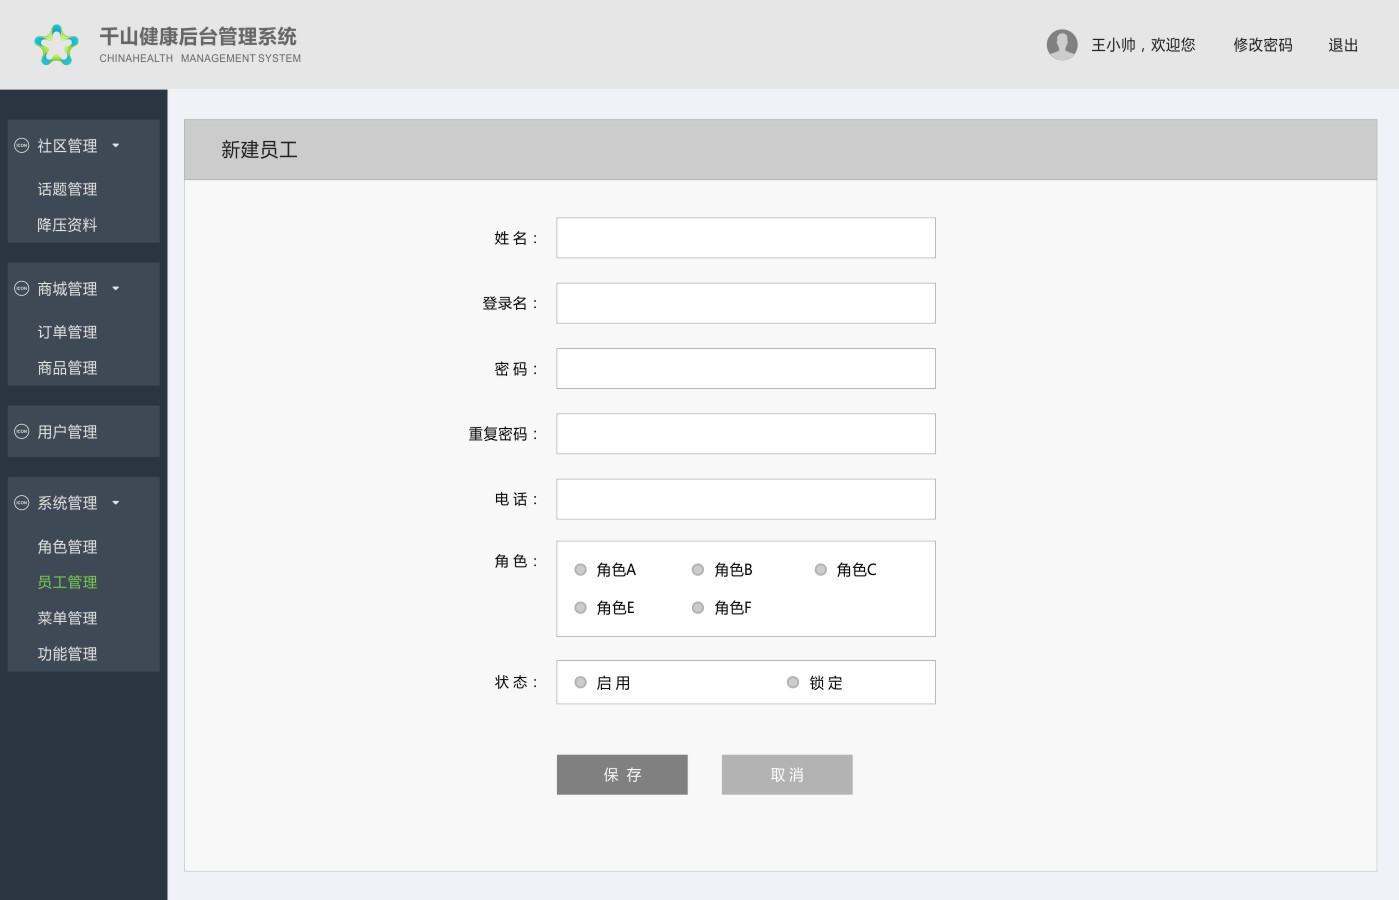 千山健康后台管理系统
CHINAHEALTH MANAGEMENT SYSTEM
王小帅，欢迎您 修改密码 退出
社区管理
话题管理
降压资料
商城管理
订单管理
商品管理
用户管理
系统管理
角色管理
员工管理
菜单管理
功能管理
新建员工
姓 名：
登录名：
密 码：
重复密码：
电 话：
角 色： 角色A 角色B 角色C
角色E 角色F
状 态： 启 用 锁 定
保 存 取 消